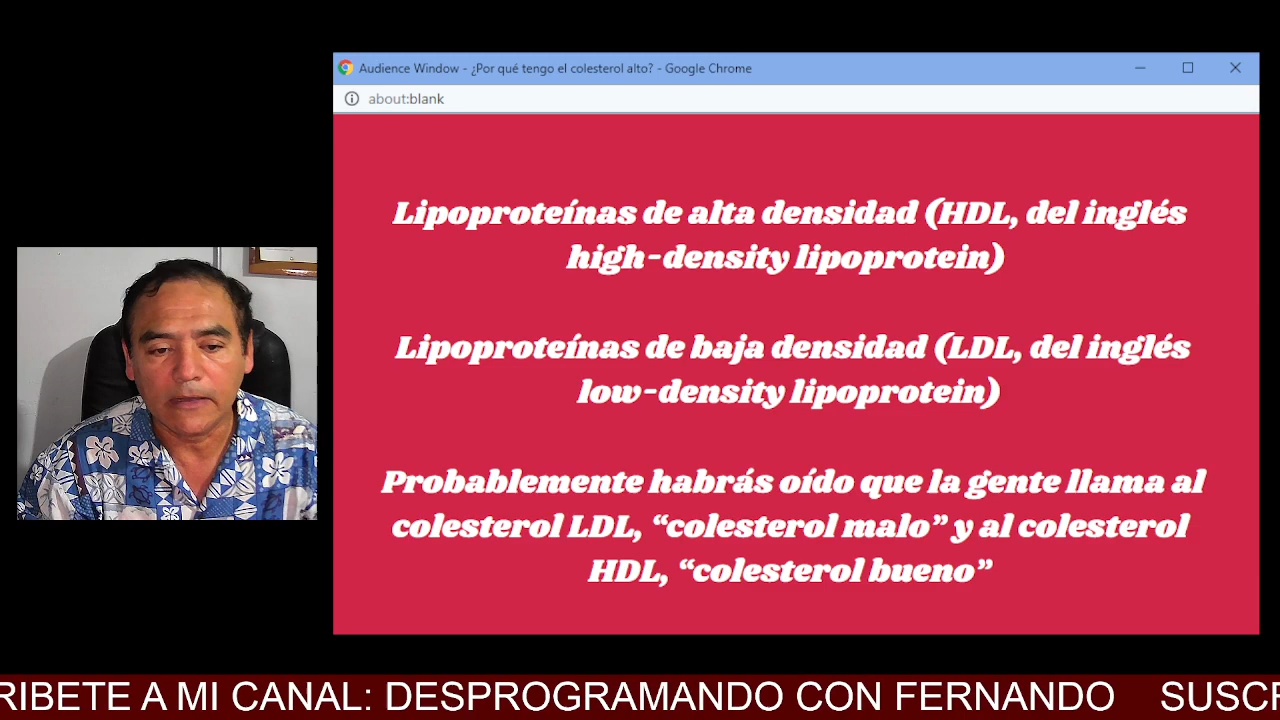 Audience Window - ¿Por qué tengo el colesterol alto? - Google Chrome
about:blank
Lipoproteínas de alta densidad (HDL, del inglés
high-density lipoprotein)
Lipoproteínas de baja densidad (LDL, del inglés
low-density lipoprotein)
Probablemente habrás oído que la gente llama al
colesterol LDL, “colesterol malo” y al colesterol
HDL, “colesterol bueno”
RIBETE A MI CANAL: DESPROGRAMANDO CON FERNANDO SUSCR